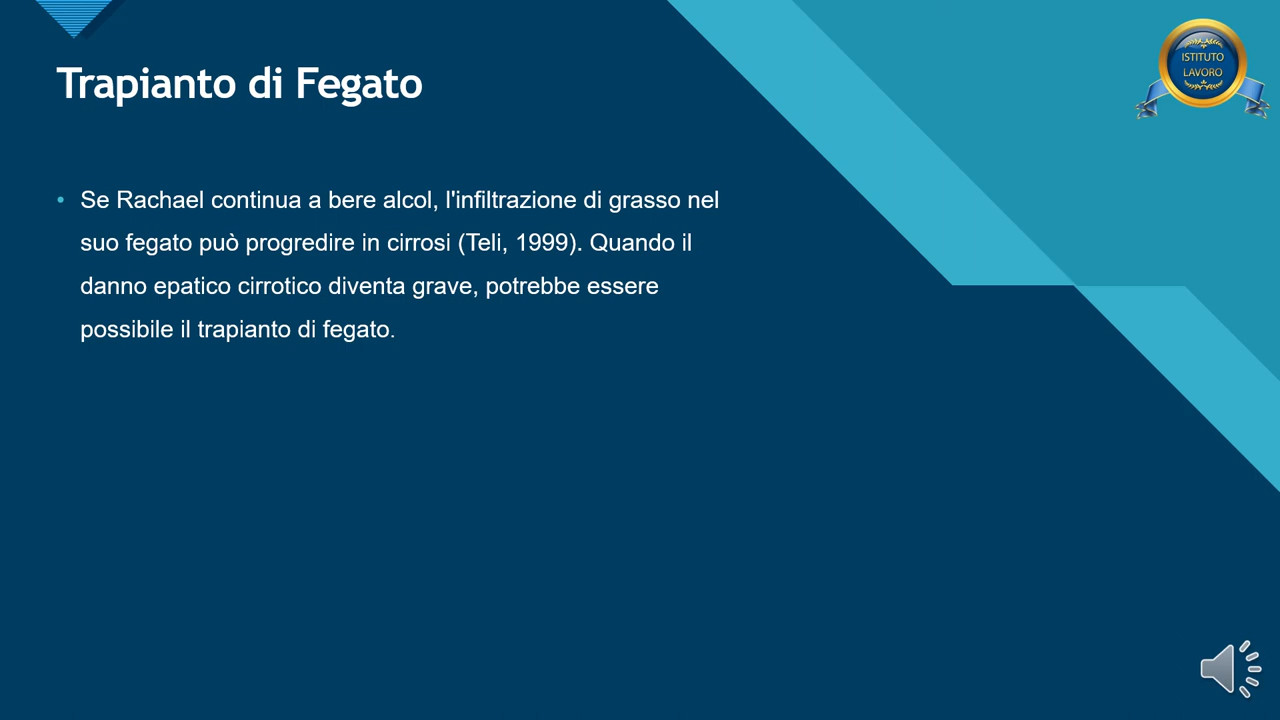 ISTITUTO
LAVORO
Trapianto di Fegato
• Se Rachael continua a bere alcol, l'infiltrazione di grasso nel
suo fegato può progredire in cirrosi (Teli, 1999). Quando il
danno epatico cirrotico diventa grave, potrebbe essere
possibile il trapianto di fegato.